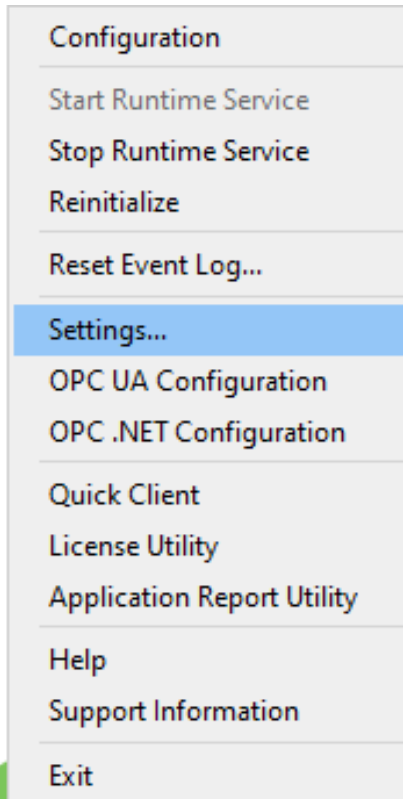 Configuration
Start Runtime Service
Stop Runtime Service
Reinitialize
Reset Event Log...
Settings...
OPC UA Configuration
OPC .NET Configuration
Quick Client
License Utility
Application Report Utility
Help
Support Information
Exit